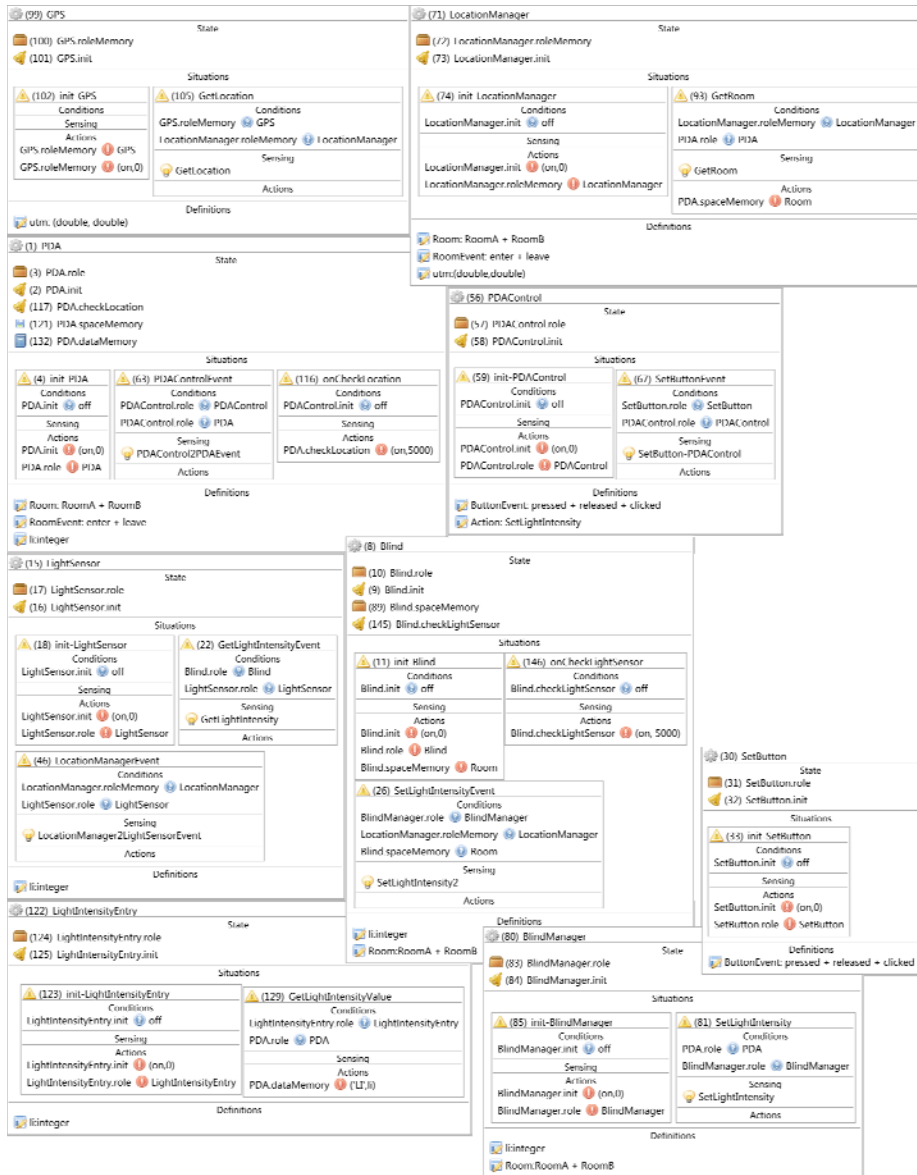 (99) GPS
State
(100) GPS.roleMemory
(101) GPS.init
Situations
(102) init GPS
Conditions
Sensing
Actions
GPS.roleMemory GPS
GPS.roleMemory (on,0)
(105) GetLocation
Conditions
GPS.roleMemory GPS
LocationManager.roleMemory LocationManager
Sensing
GetLocation
Actions
Definitions
utm: (double, double)
(71) LocationManager
State
(72) LocationManager.roleMemory
(73) LocationManager.init
Situations
(74) init LocationManager
Conditions
LocationManager.init off
Sensing
Actions
LocationManager.init (on,0)
LocationManager.roleMemory LocationManager
(93) GetRoom
Conditions
LocationManager.roleMemory LocationManager
PDA.role PDA
Sensing
GetRoom
Actions
PDA.spaceMemory Room
Definitions
Room: RoomA + RoomB
RoomEvent: enter + leave
utm:(double,double)
(1) PDA
State
(3) PDA.role
(2) PDA.init
(117) PDA.checkLocation
(121) PDA.spaceMemory
(132) PDA.dataMemory
Situations
(4) init PDA
Conditions
PDA.init off
Sensing
Actions
PDA.init (on,0)
PDA.role PDA
(63) PDAControlEvent
Conditions
PDAControl.role PDAControl
PDAControl.role PDA
Sensing
PDAControl2PDAEvent
Actions
(116) onCheckLocation
Conditions
PDAControl.init off
Sensing
Actions
PDA.checkLocation (on,5000)
Definitions
Room: RoomA + RoomB
RoomEvent: enter + leave
li:integer
(56) PDAControl
State
(57) PDAControl.role
(58) PDAControl.init
Situations
(59) init-PDAControl
Conditions
PDAControl.init off
Sensing
Actions
PDAControl.init (on,0)
PDAControl.role PDAControl
(67) SetButtonEvent
Conditions
SetButton.role SetButton
PDAControl.role PDAControl
Sensing
SetButton-PDAControl
Actions
Definitions
ButtonEvent: pressed + released + clicked
Action: SetLightIntensity
(15) LightSensor
State
(17) LightSensor.role
(16) LightSensor.init
Situations
(18) init-LightSensor
Conditions
LightSensor.init off
Sensing
Actions
LightSensor.init (on,0)
LightSensor.role LightSensor
(22) GetLightIntensityEvent
Conditions
Blind.role Blind
LightSensor.role LightSensor
Sensing
GetLightIntensity
Actions
(46) LocationManagerEvent
Conditions
LocationManager.roleMemory LocationManager
LightSensor.role LightSensor
Sensing
LocationManager2LightSensorEvent
Actions
Definitions
li:integer
(8) Blind
State
(10) Blind.role
(9) Blind.init
(89) Blind.spaceMemory
(145) Blind.checkLightSensor
Situations
(11) init Blind
Conditions
Blind.init off
Sensing
Actions
Blind.init (on,0)
Blind.role Blind
Blind.spaceMemory Room
(146) onCheckLightSensor
Conditions
Blind.checkLightSensor off
Sensing
Actions
Blind.checkLightSensor (on, 5000)
(26) SetLightIntensityEvent
Conditions
BlindManager.role BlindManager
LocationManager.roleMemory LocationManager
Blind.spaceMemory Room
Sensing
SetLightIntensity2
Actions
Definitions
li:integer
Room:RoomA + RoomB
(30) SetButton
State
(31) SetButton.role
(32) SetButton.init
Situations
(33) init SetButton
Conditions
SetButton.init off
Sensing
Actions
SetButton.init (on,0)
SetButton.role SetButton
Definitions
ButtonEvent: pressed + released + clicked
(122) LightIntensityEntry
State
(124) LightIntensityEntry.role
(125) LightIntensityEntry.init
Situations
(123) init-LightIntensityEntry
Conditions
LightIntensityEntry.init off
Sensing
Actions
LightIntensityEntry.init (on,0)
LightIntensityEntry.role LightIntensityEntry
(129) GetLightIntensityValue
Conditions
LightIntensityEntry.role LightIntensityEntry
PDA.role PDA
Sensing
Actions
PDA.dataMemory ('LI',li)
Definitions
li:integer
(80) BlindManager
State
(83) BlindManager.role
(84) BlindManager.init
Situations
(85) init-BlindManager
Conditions
BlindManager.init off
Sensing
Actions
BlindManager.init (on,0)
BlindManager.role BlindManager
(81) SetLightIntensity
Conditions
PDA.role PDA
BlindManager.role BlindManager
Sensing
SetLightIntensity
Actions
Definitions
li:integer
Room:RoomA + RoomB